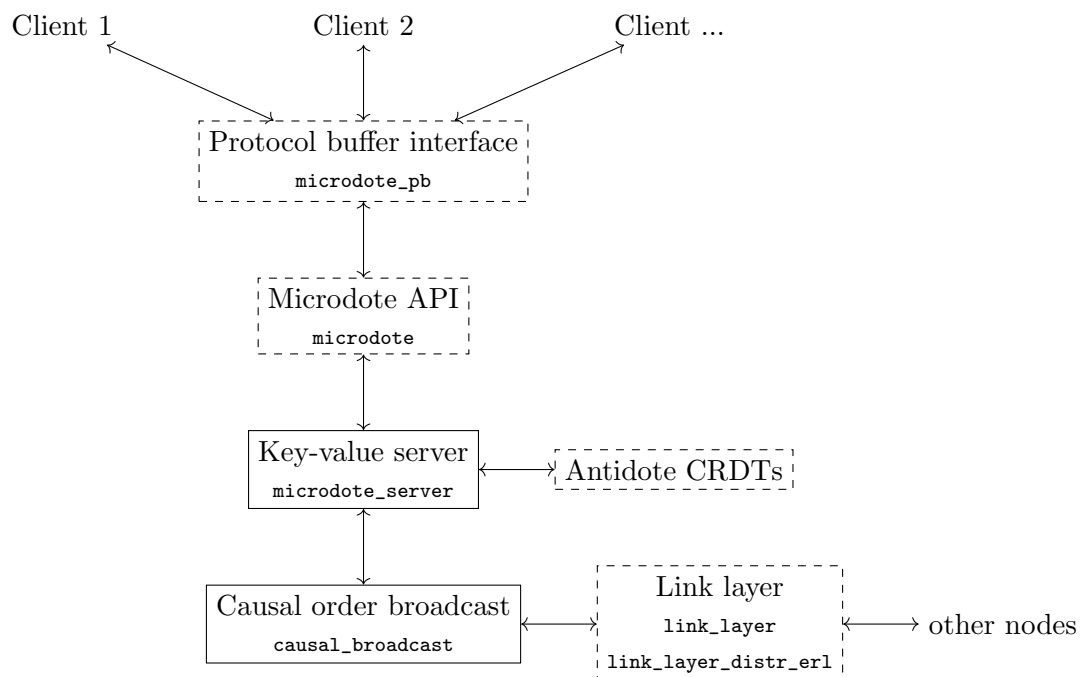 Client 1
Client 2
Client ...
Protocol buffer interface
microdote_pb
Microdote API
microdote
Key-value server
microdote_server
Antidote CRDTs
Causal order broadcast
causal_broadcast
Link layer
link_layer
link_layer_distr_erl
other nodes